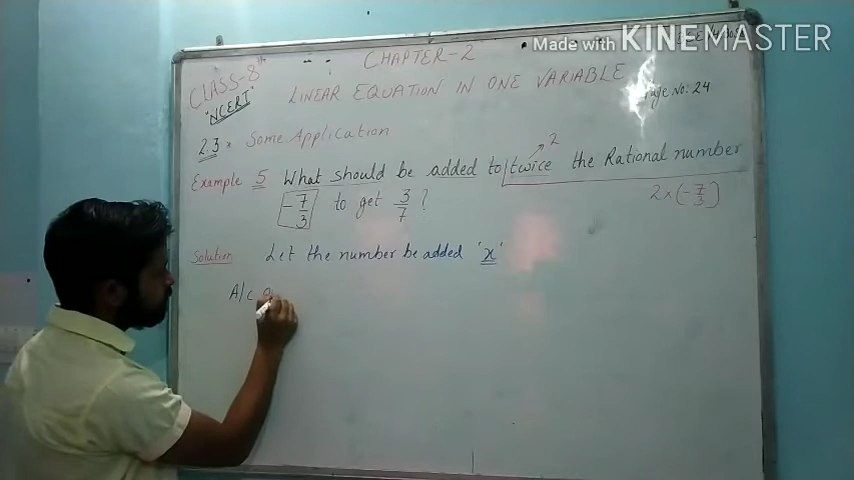 Made with KINEMASTER
CLASS-8th CHAPTER-2
"NCERT" LINEAR EQUATION IN ONE VARIABLE
Page No: 24
2.3 * Some Application
2
Example 5 What should be added to twice the Rational number
-7/3 to get 3/7 ? 2×(-7/3)
Solution Let the number be added 'x'
A/c